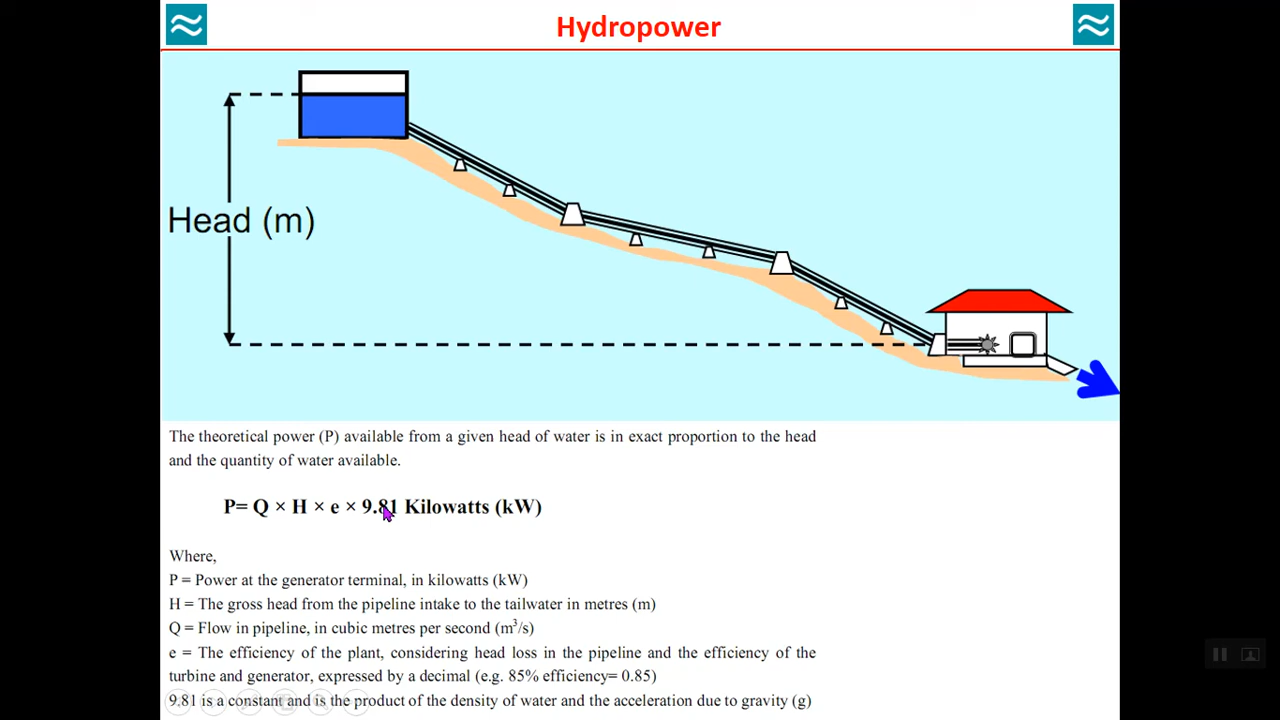 Hydropower
Head (m)
The theoretical power (P) available from a given head of water is in exact proportion to the head
and the quantity of water available.
P= Q × H × e × 9.81 Kilowatts (kW)
Where,
P = Power at the generator terminal, in kilowatts (kW)
H = The gross head from the pipeline intake to the tailwater in metres (m)
Q = Flow in pipeline, in cubic metres per second (m³/s)
e = The efficiency of the plant, considering head loss in the pipeline and the efficiency of the
turbine and generator, expressed by a decimal (e.g. 85% efficiency= 0.85)
9.81 is a constant and is the product of the density of water and the acceleration due to gravity (g)